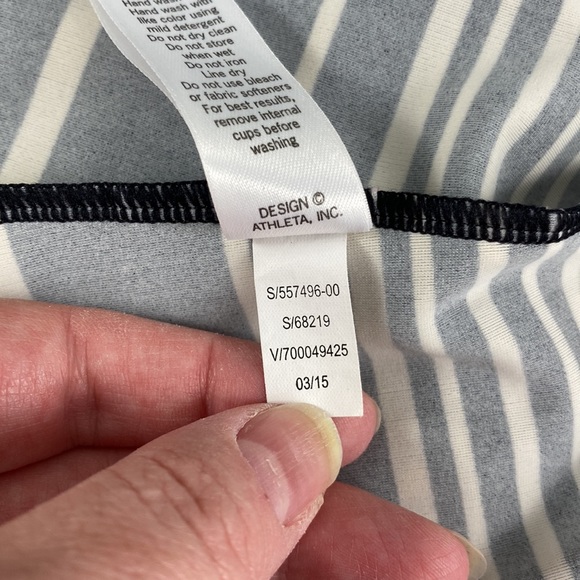 Hand wash
Hand wash with
like color using
mild detergent
Do not dry clean
Do not store
when wet
Do not iron
Line dry
Do not use bleach
or fabric softeners
For best results,
remove internal
cups before
washing
DESIGN ©
ATHLETA, INC.
S/557496-00
S/68219
V/700049425
03/15